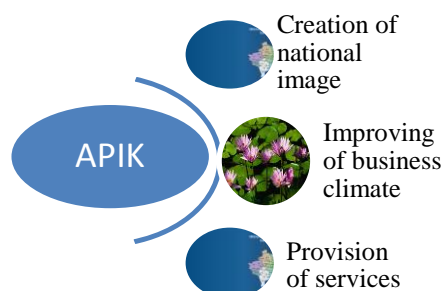 Creation of
national
image
APIK
Improving
of business
climate
Provision
of services